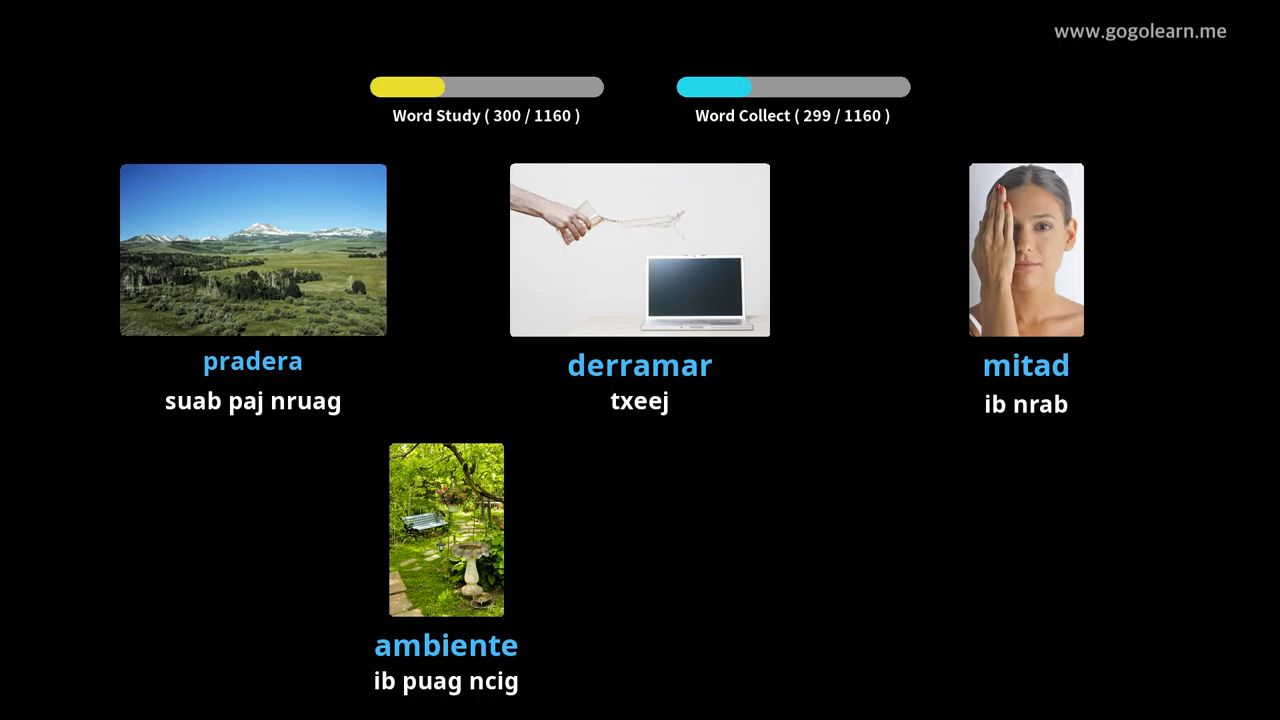 www.gogolearn.me
Word Study ( 300 / 1160 )
Word Collect ( 299 / 1160 )
pradera
suab paj nruag
derramar
txeej
mitad
ib nrab
ambiente
ib puag ncig